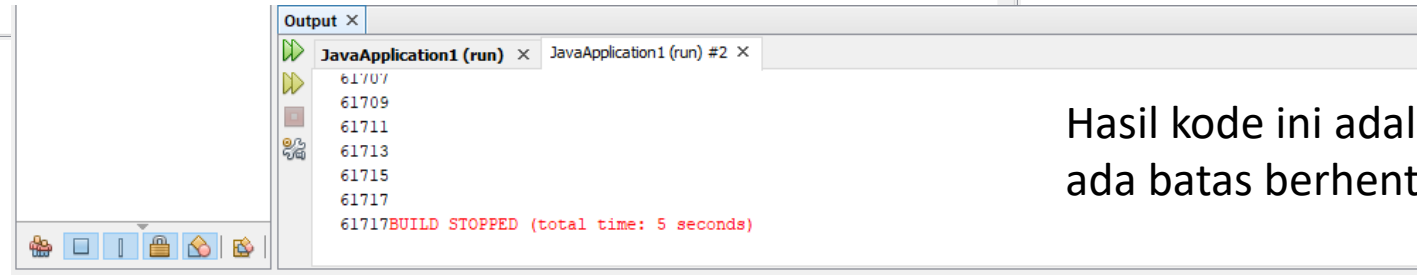 Output
JavaApplication1 (run) JavaApplication1 (run) #2
61707
61709
61711
61713
61715
61717
61717BUILD STOPPED (total time: 5 seconds)
Hasil kode ini adal
ada batas berhent